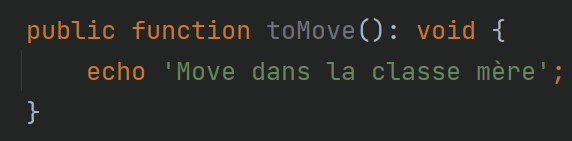 public function toMove(): void {
echo 'Move dans la classe mère';
}